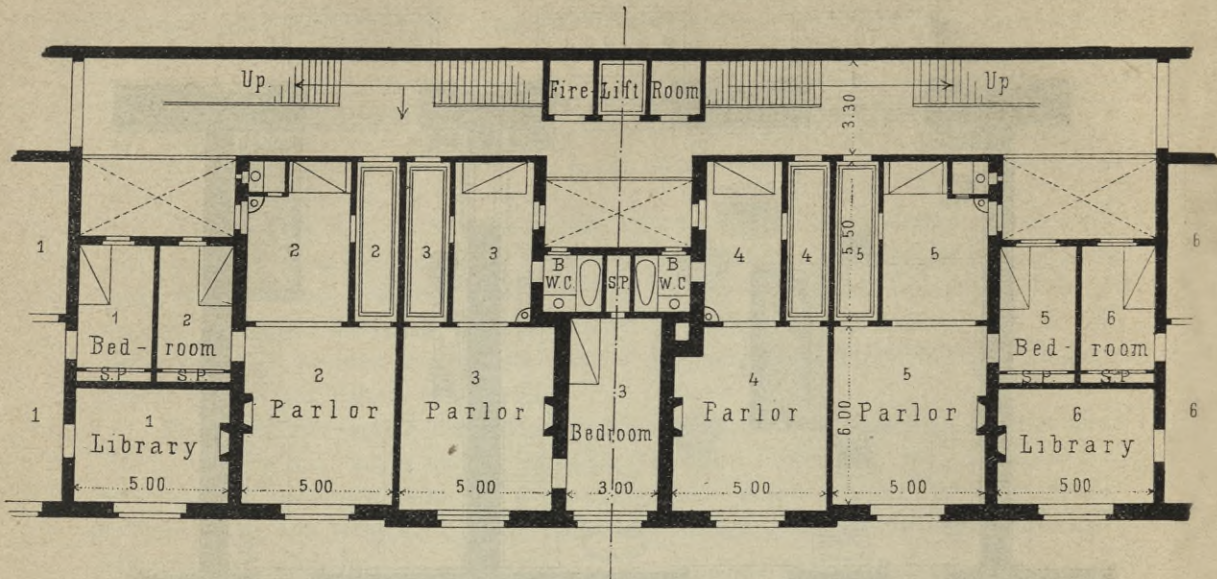 Up
Fire-
Lift
Room
Up
3.30
1
2
2
3
3
4
4
5
5.50
5
6
B
W.C.
S.P.
B
W.C
1
2
Bed-room
S.P.
S.P.
2
Parlor
3
Parlor
3
Bedroom
4
Parlor
5
Parlor
6.00
5
6
Bed-room
S.P
S.P
1
1
Library
6
Library
6
5.00
5.00
5.00
3.00
5.00
5.00
5.00